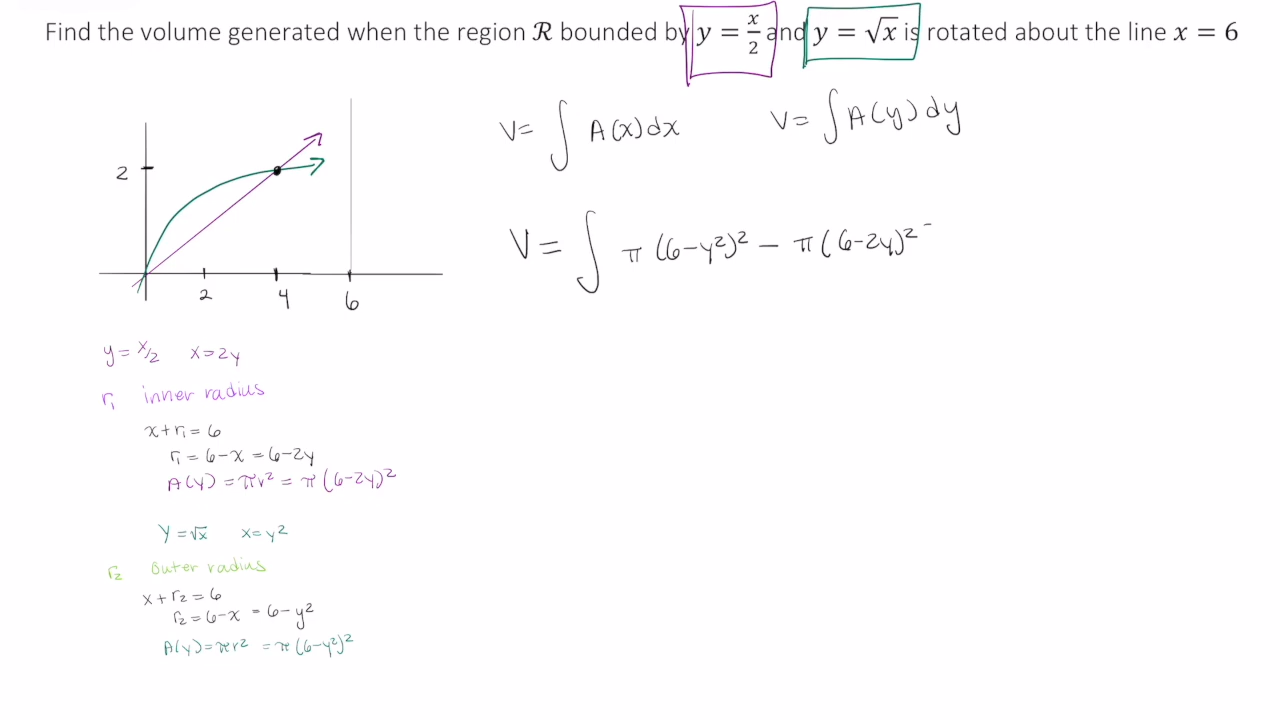 Find the volume generated when the region ℛ bounded by y = x/2 and y = √x is rotated about the line x = 6
V = ∫ A(x) dx    V = ∫ A(y) dy
2
V = ∫ π (6-y²)² - π (6-2y)²
2 4 6
y = x/2  x = 2y
r₁ inner radius
x + r₁ = 6
r₁ = 6-x = 6-2y
A(y) = πr² = π (6-2y)²
y = √x  x = y²
r₂ outer radius
x + r₂ = 6
r₂ = 6-x = 6-y²
A(y) = πr² = π (6-y²)²